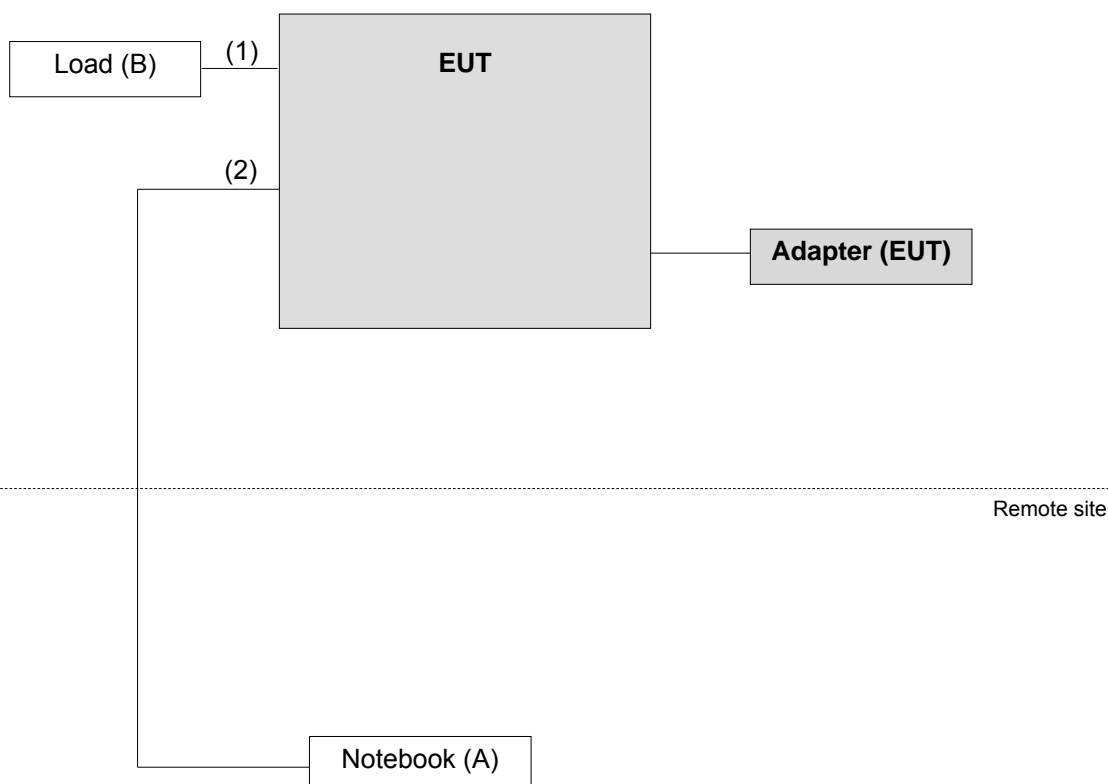 (1)
Load (B)
EUT
(2)
Adapter (EUT)
Remote site
Notebook (A)